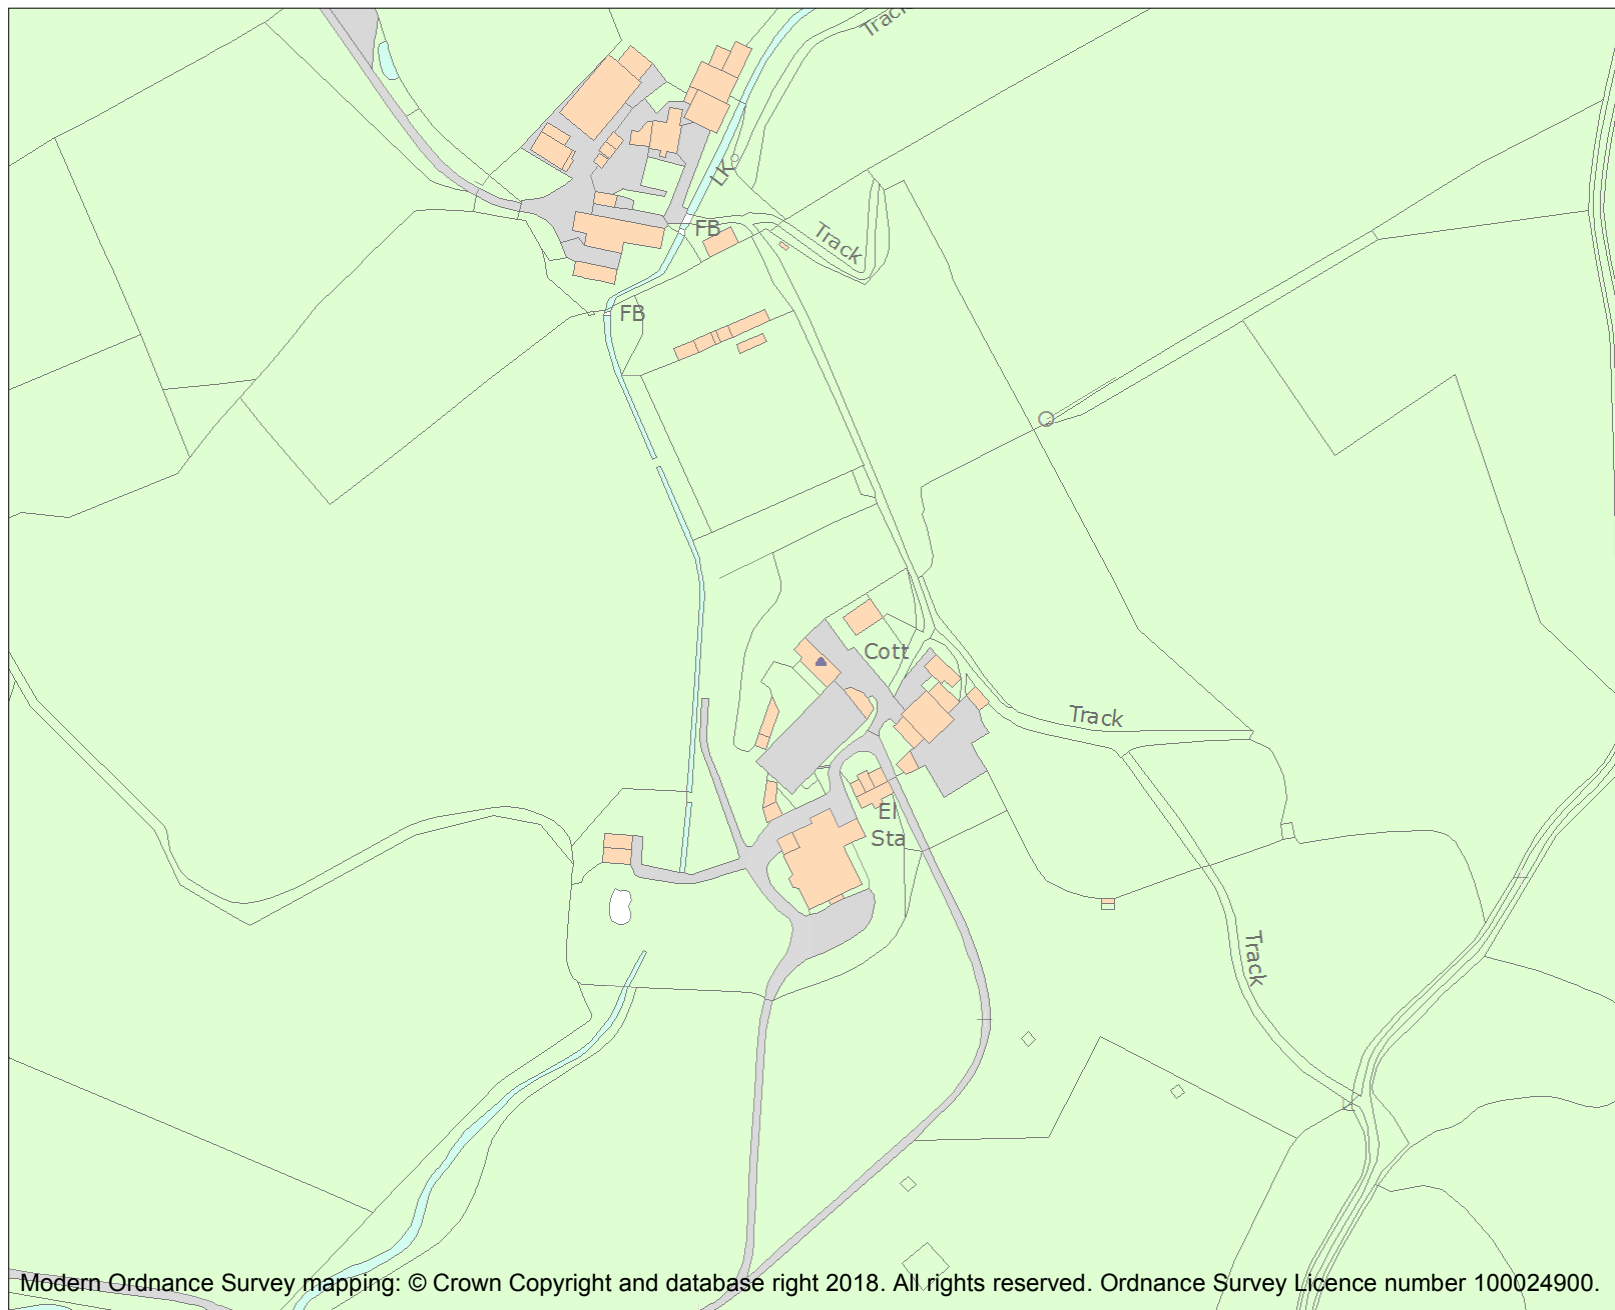 Track
LK
FB
Track
FB
Cott
Track
El
Sta
Track
Modern Ordnance Survey mapping: © Crown Copyright and database right 2018. All rights reserved. Ordnance Survey Licence number 100024900.